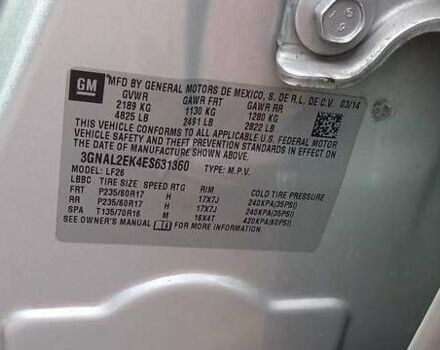 GM
MFD BY GENERAL MOTORS DE MEXICO, S. DE R.L. DE C.V. 03/14
GVWR GAWR FRT GAWR RR
2189 KG 1130 KG 1280 KG
4825 LB 2491 LB 2822 LB
THIS VEHICLE CONFORMS TO ALL APPLICABLE U.S. FEDERAL MOTOR
VEHICLE SAFETY AND THEFT PREVENTION STANDARDS IN EFFECT ON
THE DATE OF MANUFACTURE SHOWN ABOVE.
3GNAL2EK4ES631360 TYPE: M.P.V.
MODEL: LF26
LBBC TIRE SIZE SPEED RTG RIM COLD TIRE PRESSURE
FRT P235/60R17 H 17X7J 240KPA(35PSI)
RR P235/60R17 H 17X7J 240KPA(35PSI)
SPA T135/70R16 M 16X4T 420KPA(60PSI)
SEE OWNER'S MANUAL FOR MORE INFORMATION.